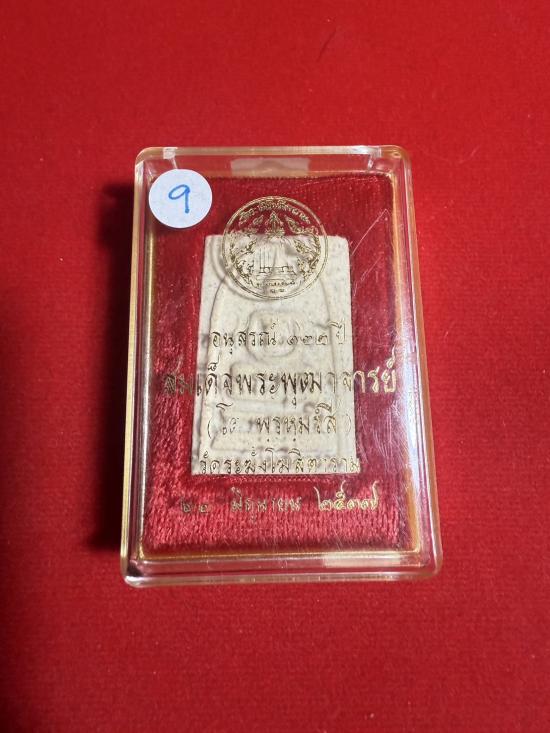 9
อนุสรณ์ ๑๒๒ ปี
สมเด็จพระพุฒาจารย์
(โต พฺรหฺมรํสี)
วัดระฆังโฆสิตาราม
๒๒ มิถุนายน ๒๕๓๗